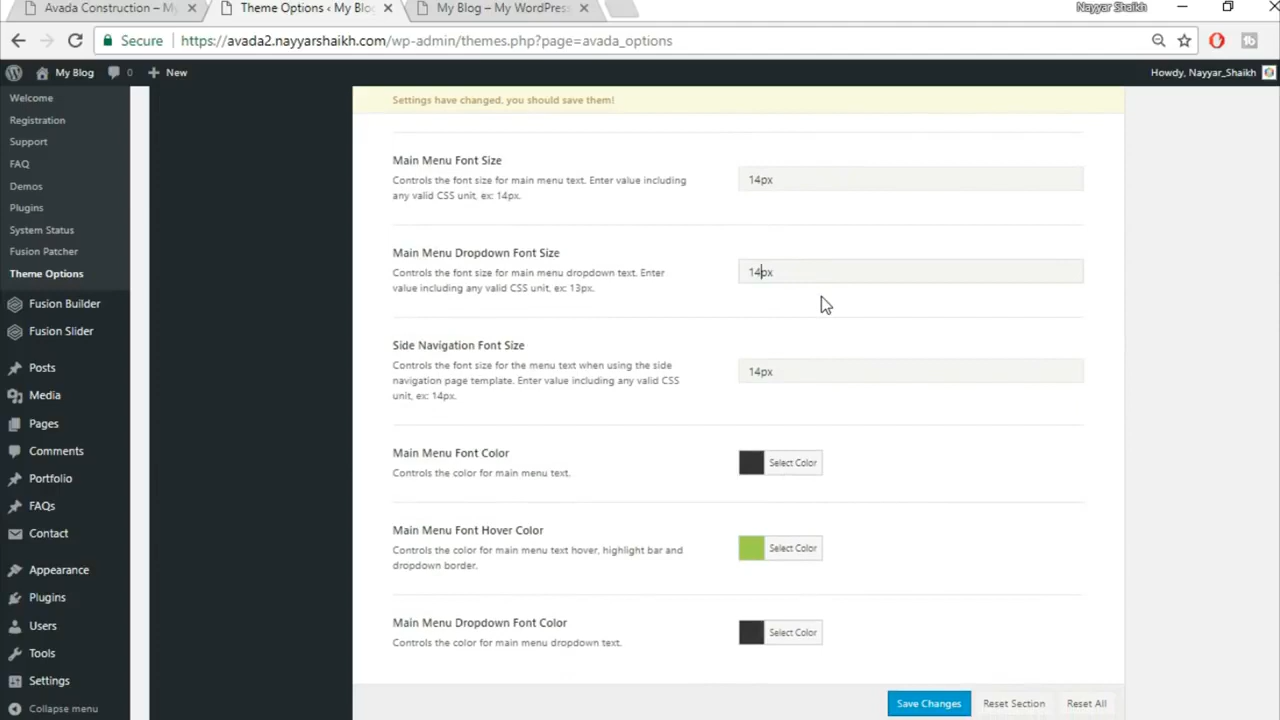 Avada Construction – My
Theme Options ‹ My Blog
My Blog – My WordPress
Nayyar Shaikh
Secure
https://avada2.nayyarshaikh.com/wp-admin/themes.php?page=avada_options
My Blog
0
New
Howdy, Nayyar_Shaikh
Welcome
Registration
Support
FAQ
Demos
Plugins
System Status
Fusion Patcher
Theme Options
Fusion Builder
Fusion Slider
Posts
Media
Pages
Comments
Portfolio
FAQs
Contact
Appearance
Plugins
Users
Tools
Settings
Collapse menu
Settings have changed, you should save them!
Main Menu Font Size
Controls the font size for main menu text. Enter value including
any valid CSS unit, ex: 14px.
14px
Main Menu Dropdown Font Size
Controls the font size for main menu dropdown text. Enter
value including any valid CSS unit, ex: 13px.
14px
Side Navigation Font Size
Controls the font size for the menu text when using the side
navigation page template. Enter value including any valid CSS
unit, ex: 14px.
14px
Main Menu Font Color
Controls the color for main menu text.
Select Color
Main Menu Font Hover Color
Controls the color for main menu text hover, highlight bar and
dropdown border.
Select Color
Main Menu Dropdown Font Color
Controls the color for main menu dropdown text.
Select Color
Save Changes
Reset Section
Reset All